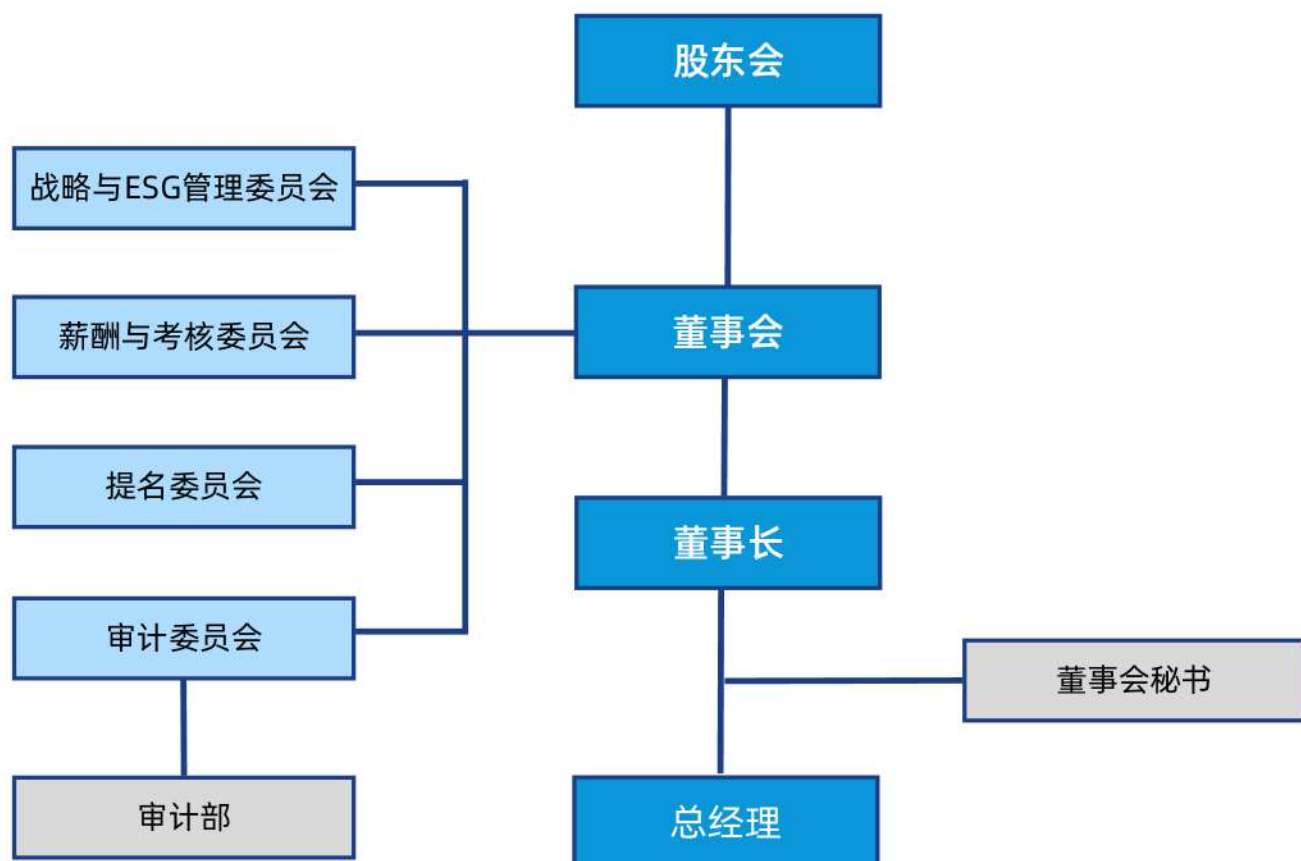 股东会
战略与ESG管理委员会
薪酬与考核委员会
董事会
提名委员会
董事长
审计委员会
董事会秘书
审计部
总经理